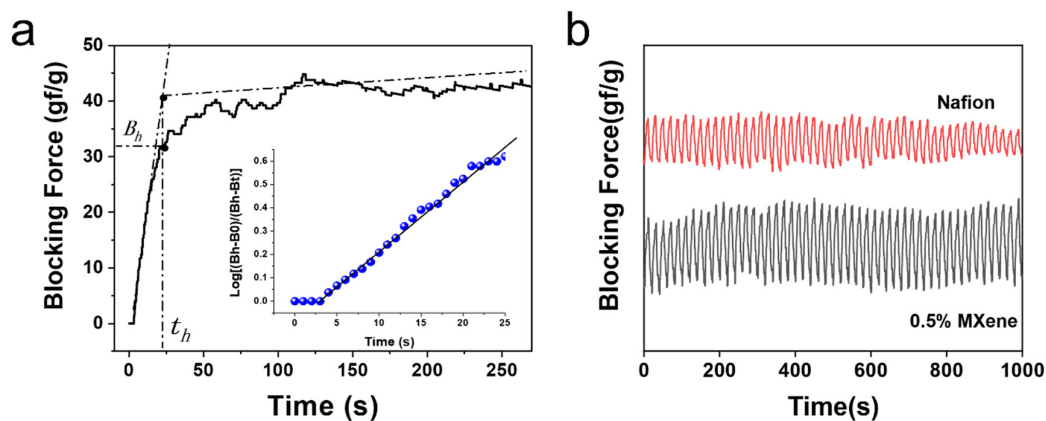 a
Blocking Force (gf/g)
50
40
30
20
10
0
B_h
t_h
0 50 100 150 200 250
Time (s)
Log[(Bh-B0)/(Bh-Bt)]
0.6
0.5
0.4
0.3
0.2
0.1
0.0
0 5 10 15 20 25
Time (s)
b
Blocking Force(gf/g)
Nafion
0.5% MXene
0 200 400 600 800 1000
Time(s)